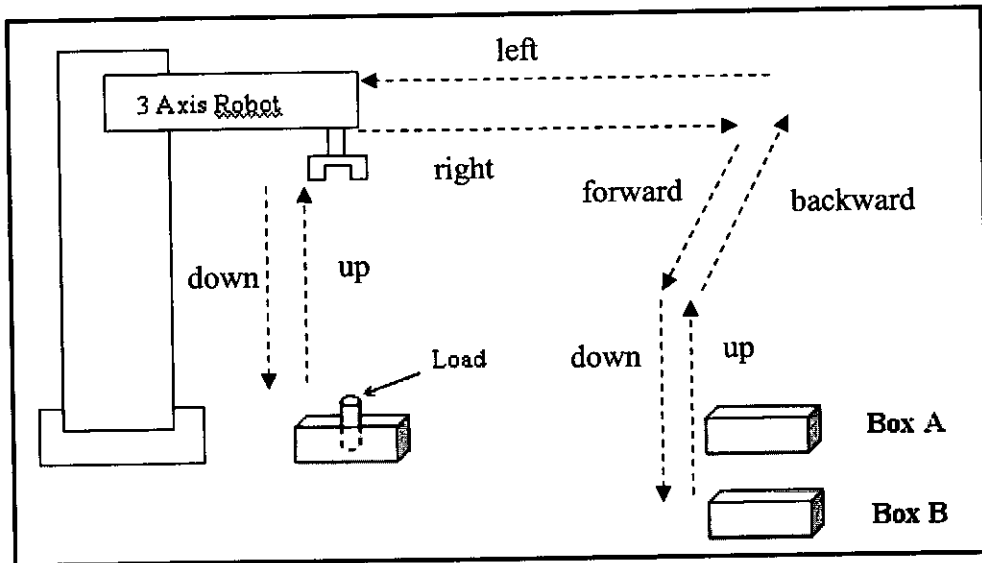 left
3 Axis Robot
right
forward
backward
down
up
Load
down
up
Box A
Box B